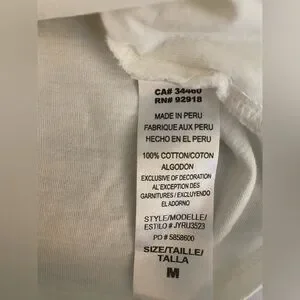 CA# 34460
RN# 92918
MADE IN PERU
FABRIQUE AUX PERU
HECHO EN EL PERU
100% COTTON/COTON
ALGODON
EXCLUSIVE OF DECORATION
AL'EXCEPTION DES
GARNITURES / EXCLUYENDO
EL ADORNO
STYLE/MODELLE/
ESTILO # JYRU3523
PO # 5858600
SIZE/TAILLE/
TALLA
M